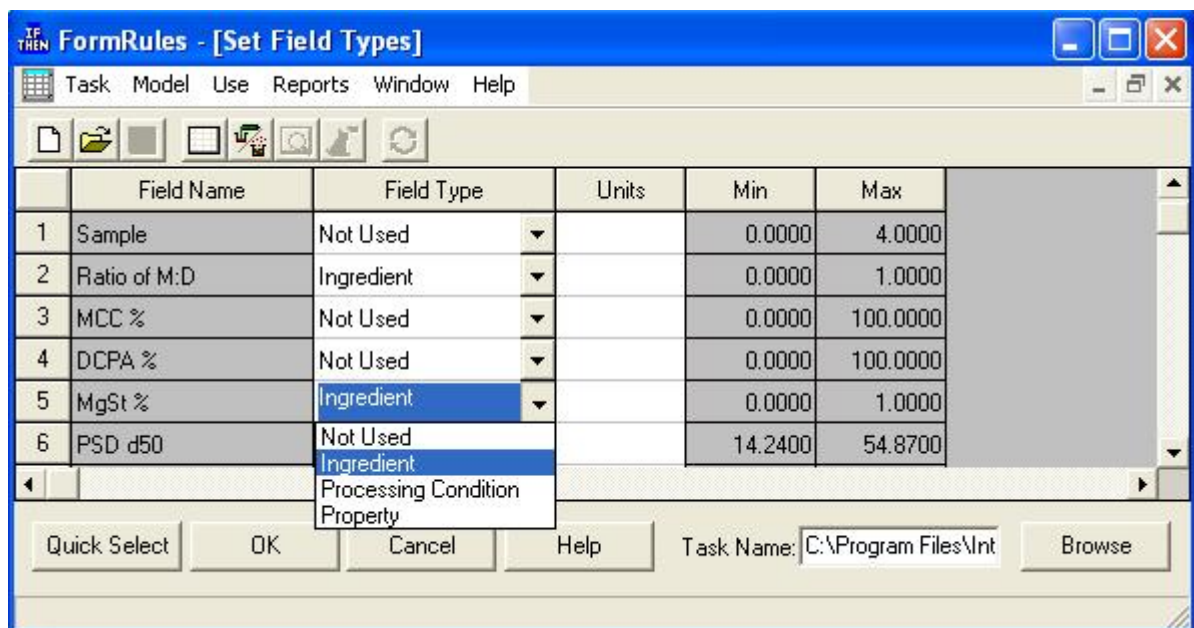 IF THEN FormRules - [Set Field Types]
Task Model Use Reports Window Help
Field Name Field Type Units Min Max
1 Sample Not Used 0.0000 4.0000
2 Ratio of M:D Ingredient 0.0000 1.0000
3 MCC % Not Used 0.0000 100.0000
4 DCPA % Not Used 0.0000 100.0000
5 MgSt % Ingredient 0.0000 1.0000
6 PSD d50 14.2400 54.8700
Not Used
Ingredient
Processing Condition
Property
Quick Select OK Cancel Help Task Name: C:\Program Files\Int Browse